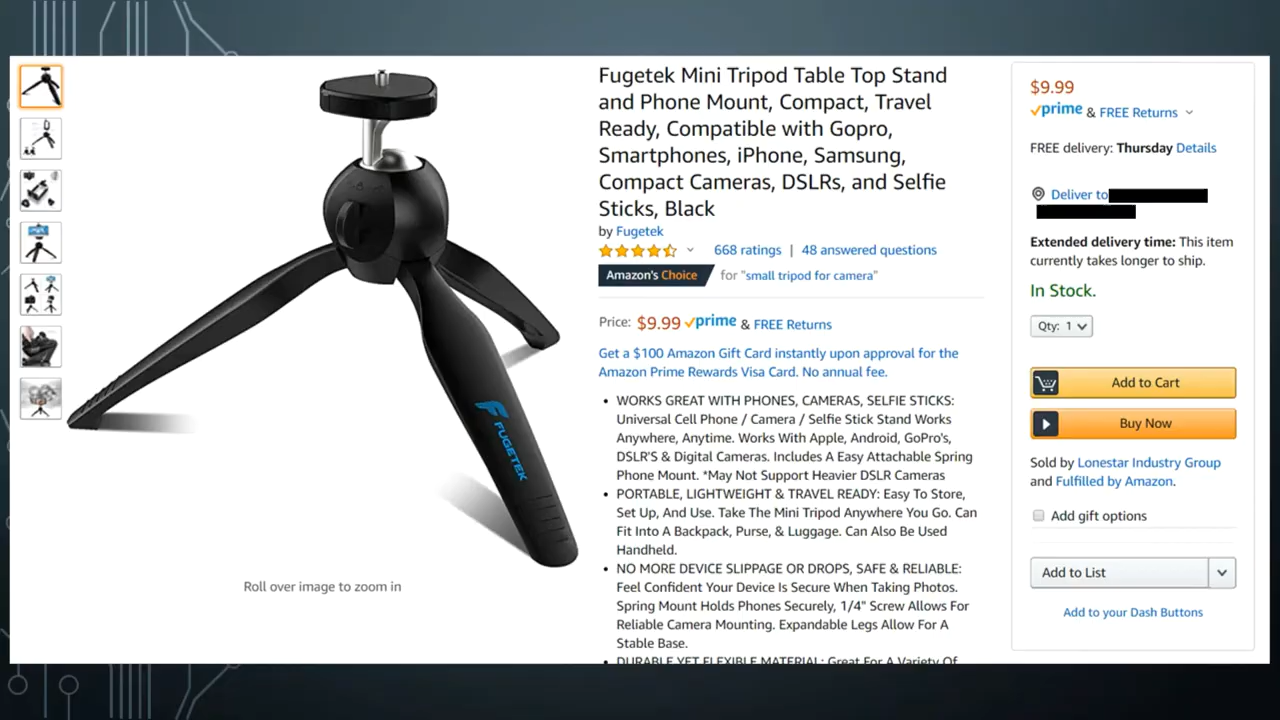 Fugetek Mini Tripod Table Top Stand
and Phone Mount, Compact, Travel
Ready, Compatible with Gopro,
Smartphones, iPhone, Samsung,
Compact Cameras, DSLRs, and Selfie
Sticks, Black
by Fugetek
668 ratings | 48 answered questions
Amazon's Choice for "small tripod for camera"
Price: $9.99 prime & FREE Returns
Get a $100 Amazon Gift Card instantly upon approval for the
Amazon Prime Rewards Visa Card. No annual fee.
• WORKS GREAT WITH PHONES, CAMERAS, SELFIE STICKS:
Universal Cell Phone / Camera / Selfie Stick Stand Works
Anywhere, Anytime. Works With Apple, Android, GoPro's,
DSLR'S & Digital Cameras. Includes A Easy Attachable Spring
Phone Mount. *May Not Support Heavier DSLR Cameras
• PORTABLE, LIGHTWEIGHT & TRAVEL READY: Easy To Store,
Set Up, And Use. Take The Mini Tripod Anywhere You Go. Can
Fit Into A Backpack, Purse, & Luggage. Can Also Be Used
Handheld.
• NO MORE DEVICE SLIPPAGE OR DROPS, SAFE & RELIABLE:
Feel Confident Your Device Is Secure When Taking Photos.
Spring Mount Holds Phones Securely, 1/4" Screw Allows For
Reliable Camera Mounting. Expandable Legs Allow For A
Stable Base.
• DURABLE YET FLEXIBLE MATERIAL: Great For A Variety Of
FUGETEK
Roll over image to zoom in
$9.99
prime & FREE Returns
FREE delivery: Thursday Details
Deliver to
Extended delivery time: This item
currently takes longer to ship.
In Stock.
Qty: 1
Add to Cart
Buy Now
Sold by Lonestar Industry Group
and Fulfilled by Amazon.
Add gift options
Add to List
Add to your Dash Buttons